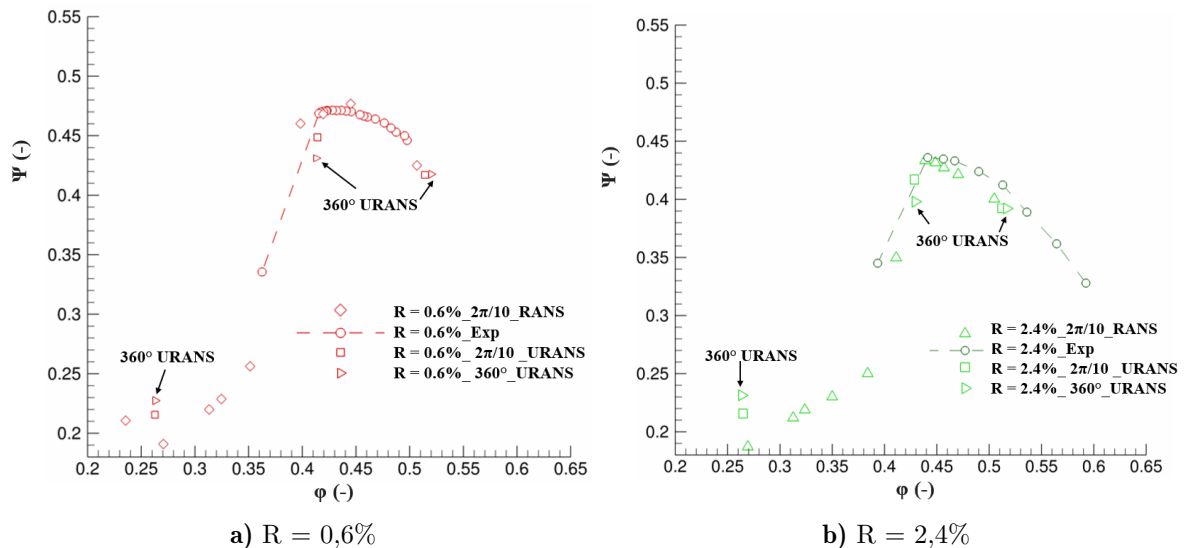 0.55
0.5
0.45
0.4
0.35
0.3
0.25
0.2
Ψ (-)
0.2 0.25 0.3 0.35 0.4 0.45 0.5 0.55 0.6 0.65
φ (-)
360° URANS
360° URANS
R = 0.6%_2π/10_RANS
R = 0.6%_Exp
R = 0.6%_ 2π/10 _URANS
R = 0.6%_ 360°_URANS
a) R = 0,6%
0.55
0.5
0.45
0.4
0.35
0.3
0.25
0.2
Ψ (-)
0.2 0.25 0.3 0.35 0.4 0.45 0.5 0.55 0.6 0.65
φ (-)
360° URANS
360° URANS
R = 2.4%_2π/10_RANS
R = 2.4%_Exp
R = 2.4%_ 2π/10 _URANS
R = 2.4%_ 360°_URANS
b) R = 2,4%